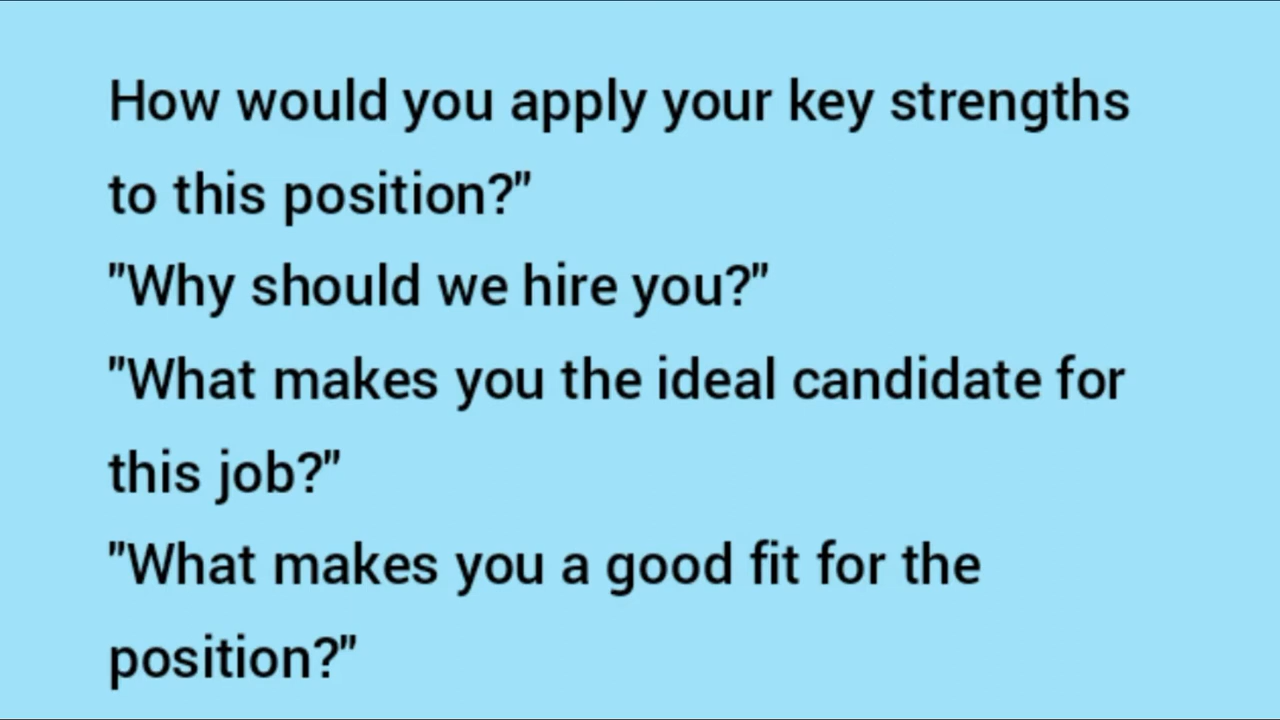 How would you apply your key strengths
to this position?"
"Why should we hire you?"
"What makes you the ideal candidate for
this job?"
"What makes you a good fit for the
position?"